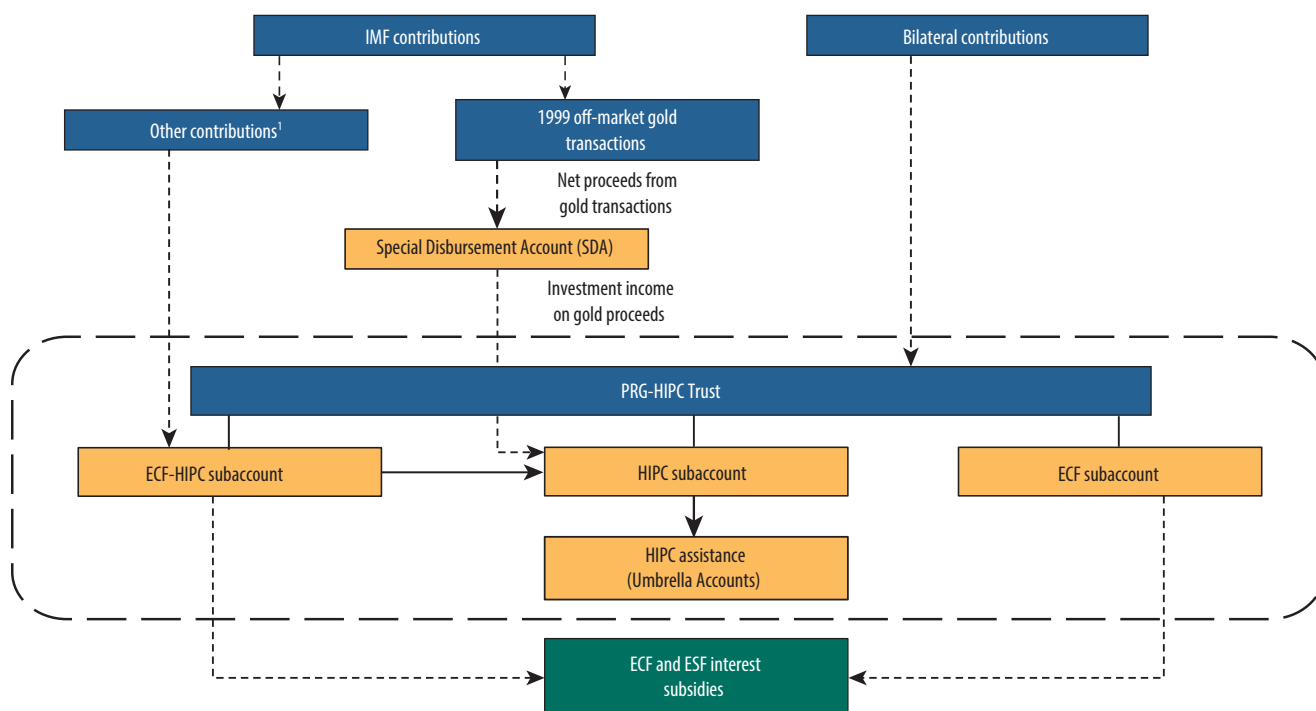 IMF contributions
Bilateral contributions
Other contributions¹
1999 off-market gold
transactions
Net proceeds from
gold transactions
Special Disbursement Account (SDA)
Investment income
on gold proceeds
PRG-HIPC Trust
ECF-HIPC subaccount
HIPC subaccount
ECF subaccount
HIPC assistance
(Umbrella Accounts)
ECF and ESF interest
subsidies